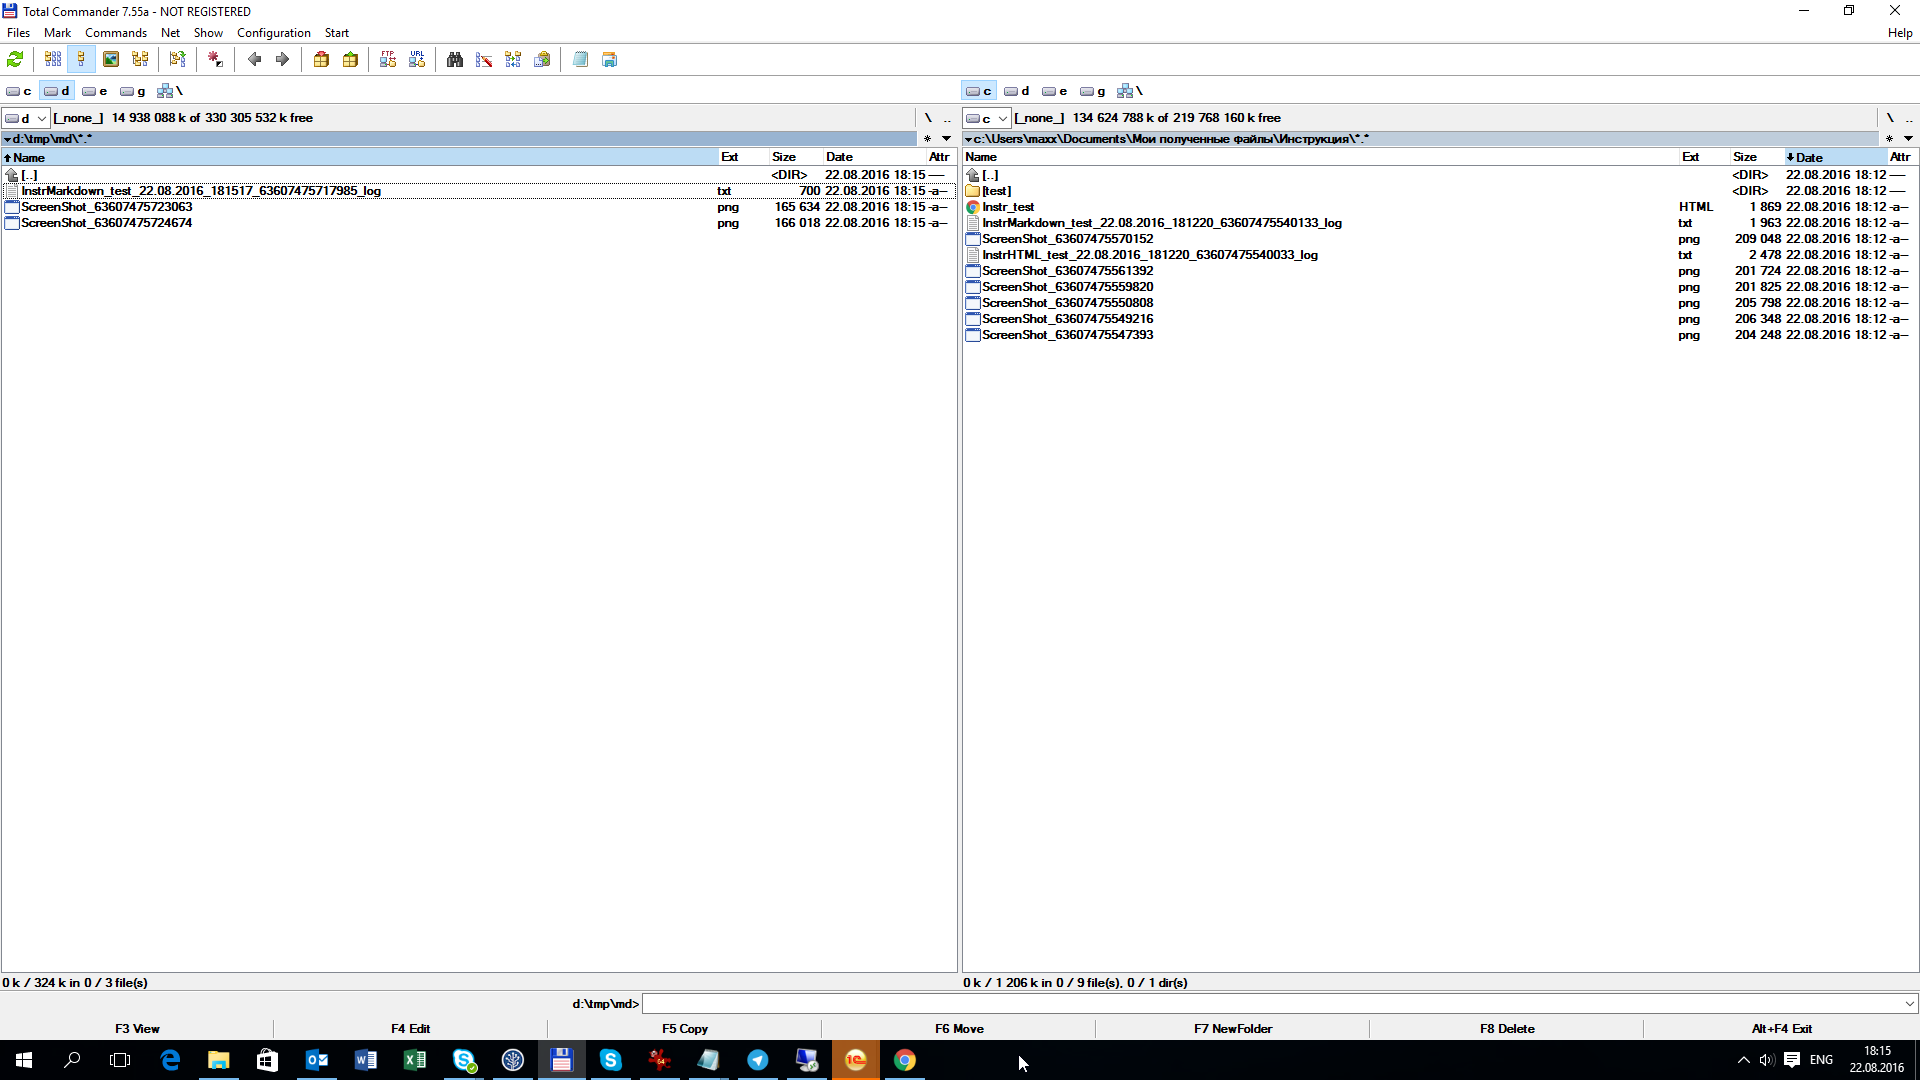 Total Commander 7.55a - NOT REGISTERED
Files Mark Commands Net Show Configuration Start Help
FTP URL
c d e g \ c d e g \
d [_none_] 14 938 088 k of 330 305 532 k free \ .. c [_none_] 134 624 788 k of 219 768 160 k free \ ..
d:\tmp\md\*.* * c:\Users\maxx\Documents\Мои полученные файлы\Инструкция\*.* *
Name Ext Size Date Attr Name Ext Size Date Attr
[..] <DIR> 22.08.2016 18:15 ---- [..] <DIR> 22.08.2016 18:12 ----
InstrMarkdown_test_22.08.2016_181517_63607475717985_log txt 700 22.08.2016 18:15 -a-- [test] <DIR> 22.08.2016 18:12 ----
ScreenShot_63607475723063 png 165 634 22.08.2016 18:15 -a-- Instr_test HTML 1 869 22.08.2016 18:12 -a--
ScreenShot_63607475724674 png 166 018 22.08.2016 18:15 -a-- InstrMarkdown_test_22.08.2016_181220_63607475540133_log txt 1 963 22.08.2016 18:12 -a--
ScreenShot_63607475570152 png 209 048 22.08.2016 18:12 -a--
InstrHTML_test_22.08.2016_181220_63607475540033_log txt 2 478 22.08.2016 18:12 -a--
ScreenShot_63607475561392 png 201 724 22.08.2016 18:12 -a--
ScreenShot_63607475559820 png 201 825 22.08.2016 18:12 -a--
ScreenShot_63607475550808 png 205 798 22.08.2016 18:12 -a--
ScreenShot_63607475549216 png 206 348 22.08.2016 18:12 -a--
ScreenShot_63607475547393 png 204 248 22.08.2016 18:12 -a--
0 k / 324 k in 0 / 3 file(s) 0 k / 1 206 k in 0 / 9 file(s), 0 / 1 dir(s)
d:\tmp\md>
F3 View F4 Edit F5 Copy F6 Move F7 NewFolder F8 Delete Alt+F4 Exit
64 1C ENG 18:15
22.08.2016